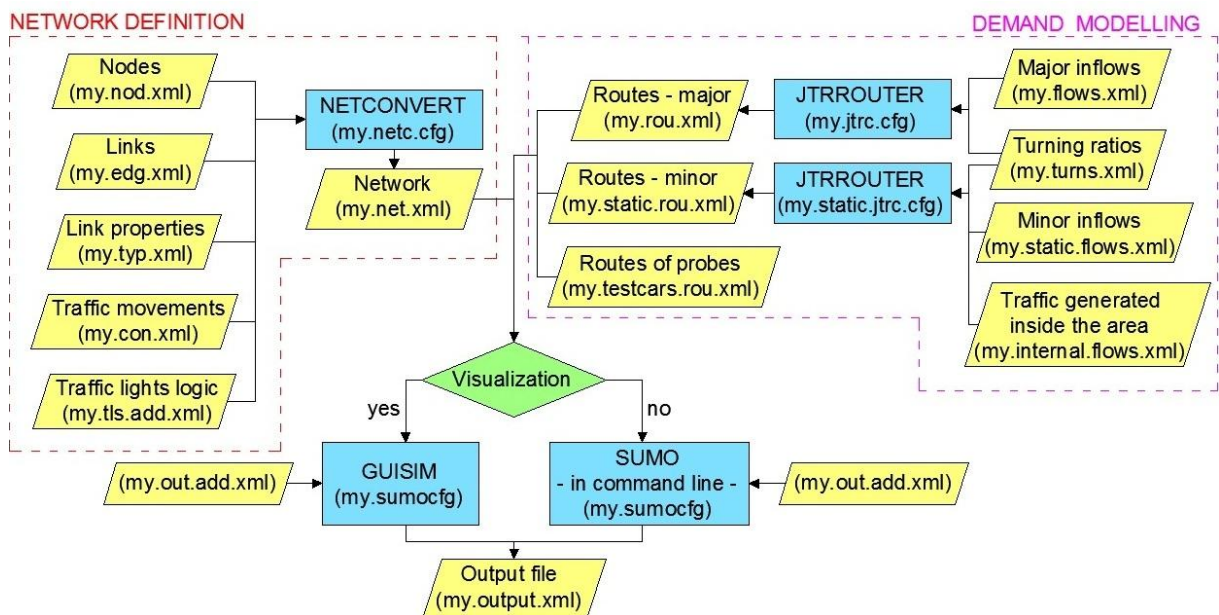 NETWORK DEFINITION
Nodes
(my.nod.xml)
Links
(my.edg.xml)
Link properties
(my.typ.xml)
Traffic movements
(my.con.xml)
Traffic lights logic
(my.tls.add.xml)
NETCONVERT
(my.netc.cfg)
Network
(my.net.xml)
DEMAND MODELLING
Routes - major
(my.rou.xml)
Routes - minor
(my.static.rou.xml)
Routes of probes
(my.testcars.rou.xml)
JTRROUTER
(my.jtrc.cfg)
JTRROUTER
(my.static.jtrc.cfg)
Major inflows
(my.flows.xml)
Turning ratios
(my.turns.xml)
Minor inflows
(my.static.flows.xml)
Traffic generated
inside the area
(my.internal.flows.xml)
Visualization
yes
no
(my.out.add.xml)
GUISIM
(my.sumocfg)
SUMO
- in command line -
(my.sumocfg)
(my.out.add.xml)
Output file
(my.output.xml)